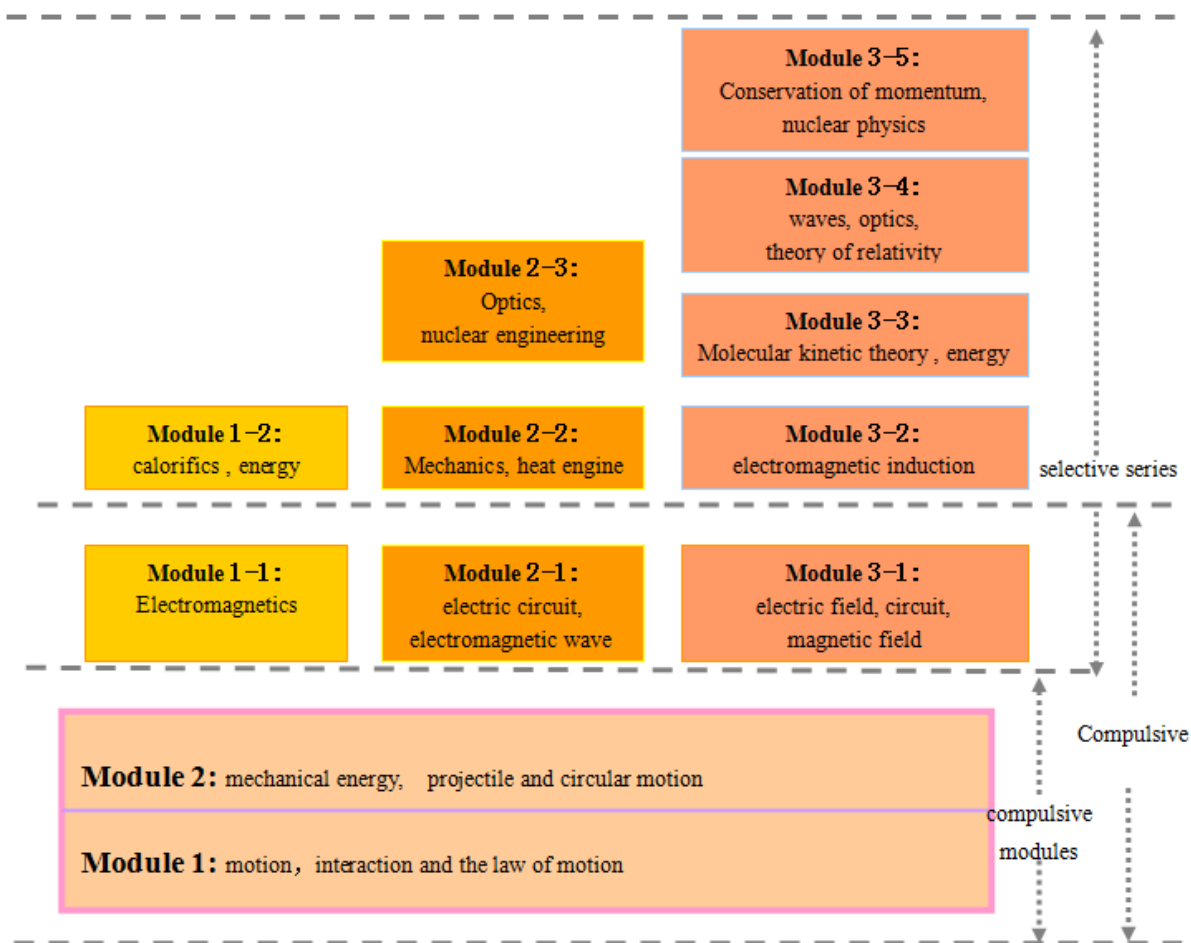 Module 3-5:
Conservation of momentum,
nuclear physics
Module 3-4:
waves, optics,
theory of relativity
Module 2-3:
Optics,
nuclear engineering
Module 3-3:
Molecular kinetic theory , energy
Module 1-2:
calorifics , energy
Module 2-2:
Mechanics, heat engine
Module 3-2:
electromagnetic induction
selective series
Module 1-1:
Electromagnetics
Module 2-1:
electric circuit,
electromagnetic wave
Module 3-1:
electric field, circuit,
magnetic field
Compulsive
Module 2: mechanical energy, projectile and circular motion
compulsive
modules
Module 1: motion, interaction and the law of motion